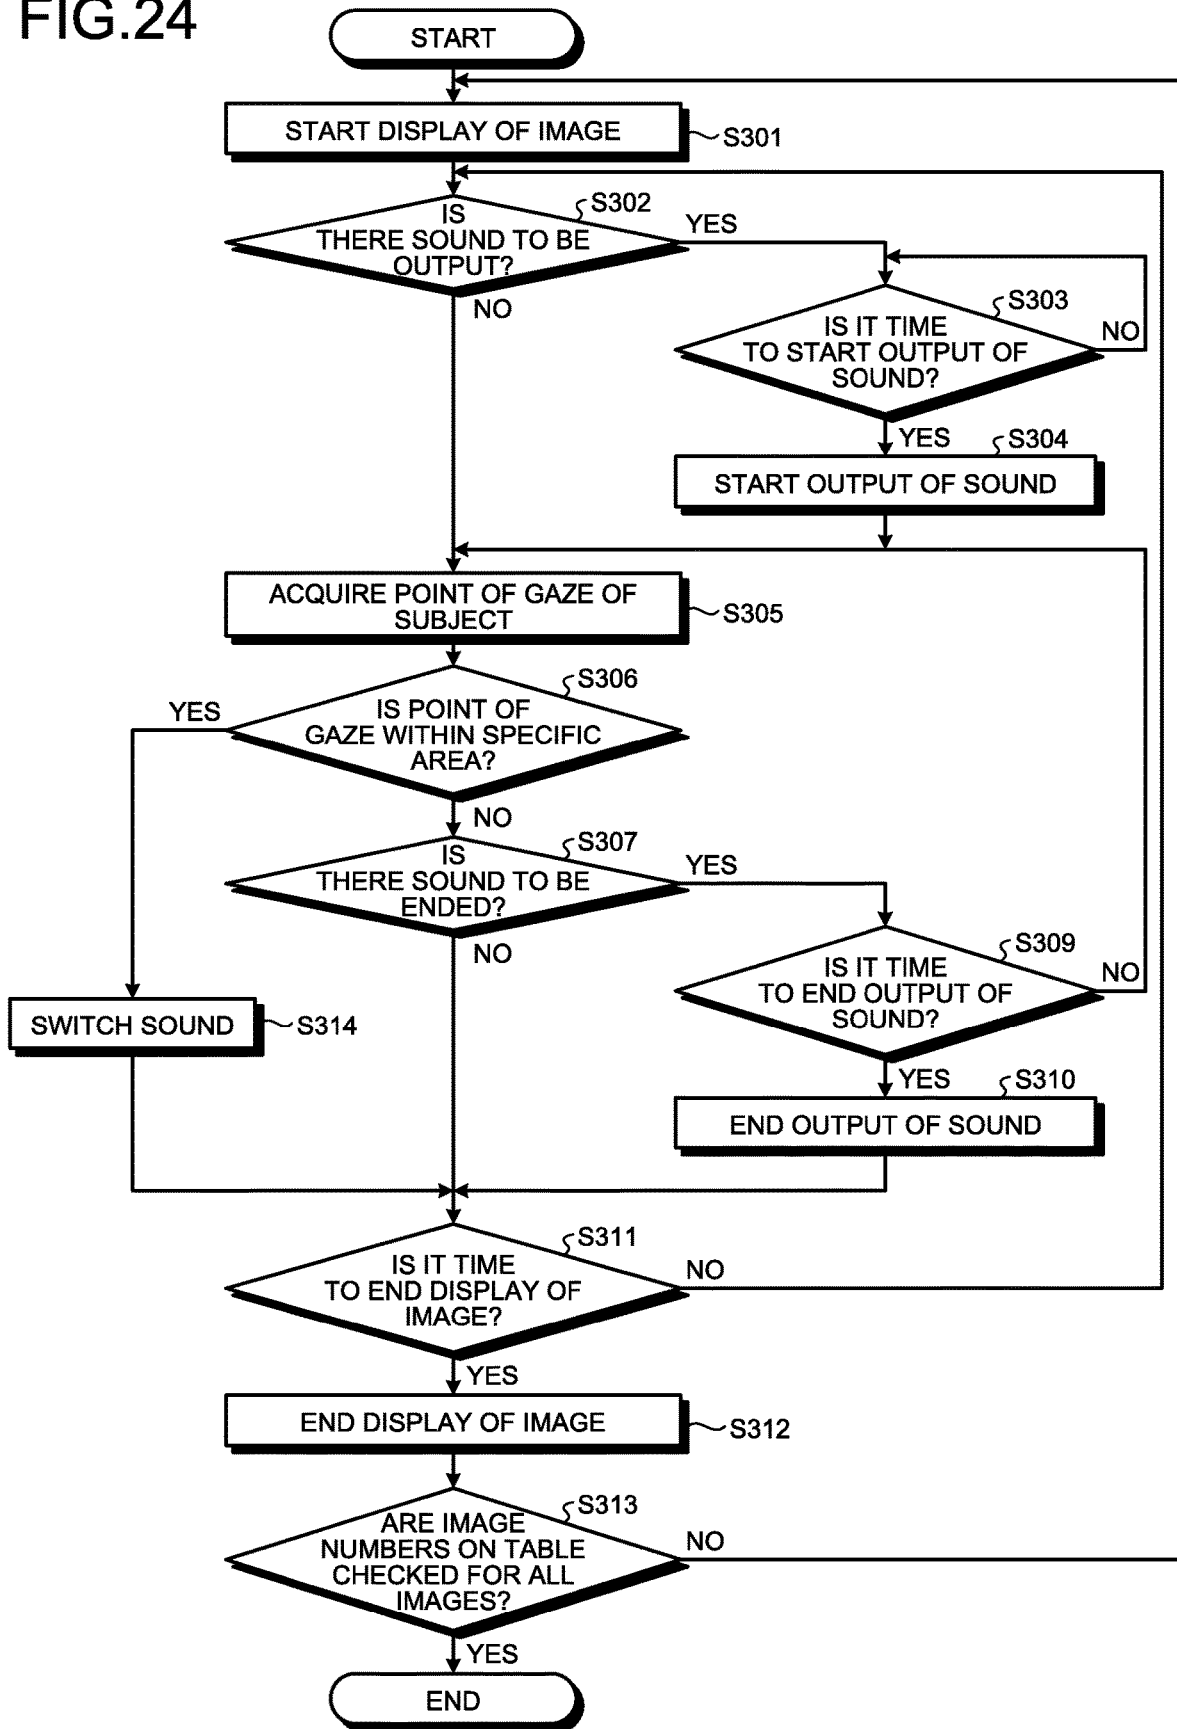 FIG.24
START
START DISPLAY OF IMAGE
S301
S302
IS
THERE SOUND TO BE
OUTPUT?
YES
NO
S303
IS IT TIME
TO START OUTPUT OF
SOUND?
NO
YES
S304
START OUTPUT OF SOUND
ACQUIRE POINT OF GAZE OF
SUBJECT
S305
S306
IS POINT OF
GAZE WITHIN SPECIFIC
AREA?
YES
NO
S307
IS
THERE SOUND TO BE
ENDED?
YES
NO
S309
IS IT TIME
TO END OUTPUT OF
SOUND?
NO
YES
SWITCH SOUND
S314
S310
END OUTPUT OF SOUND
S311
IS IT TIME
TO END DISPLAY OF
IMAGE?
NO
YES
END DISPLAY OF IMAGE
S312
S313
ARE IMAGE
NUMBERS ON TABLE
CHECKED FOR ALL
IMAGES?
NO
YES
END